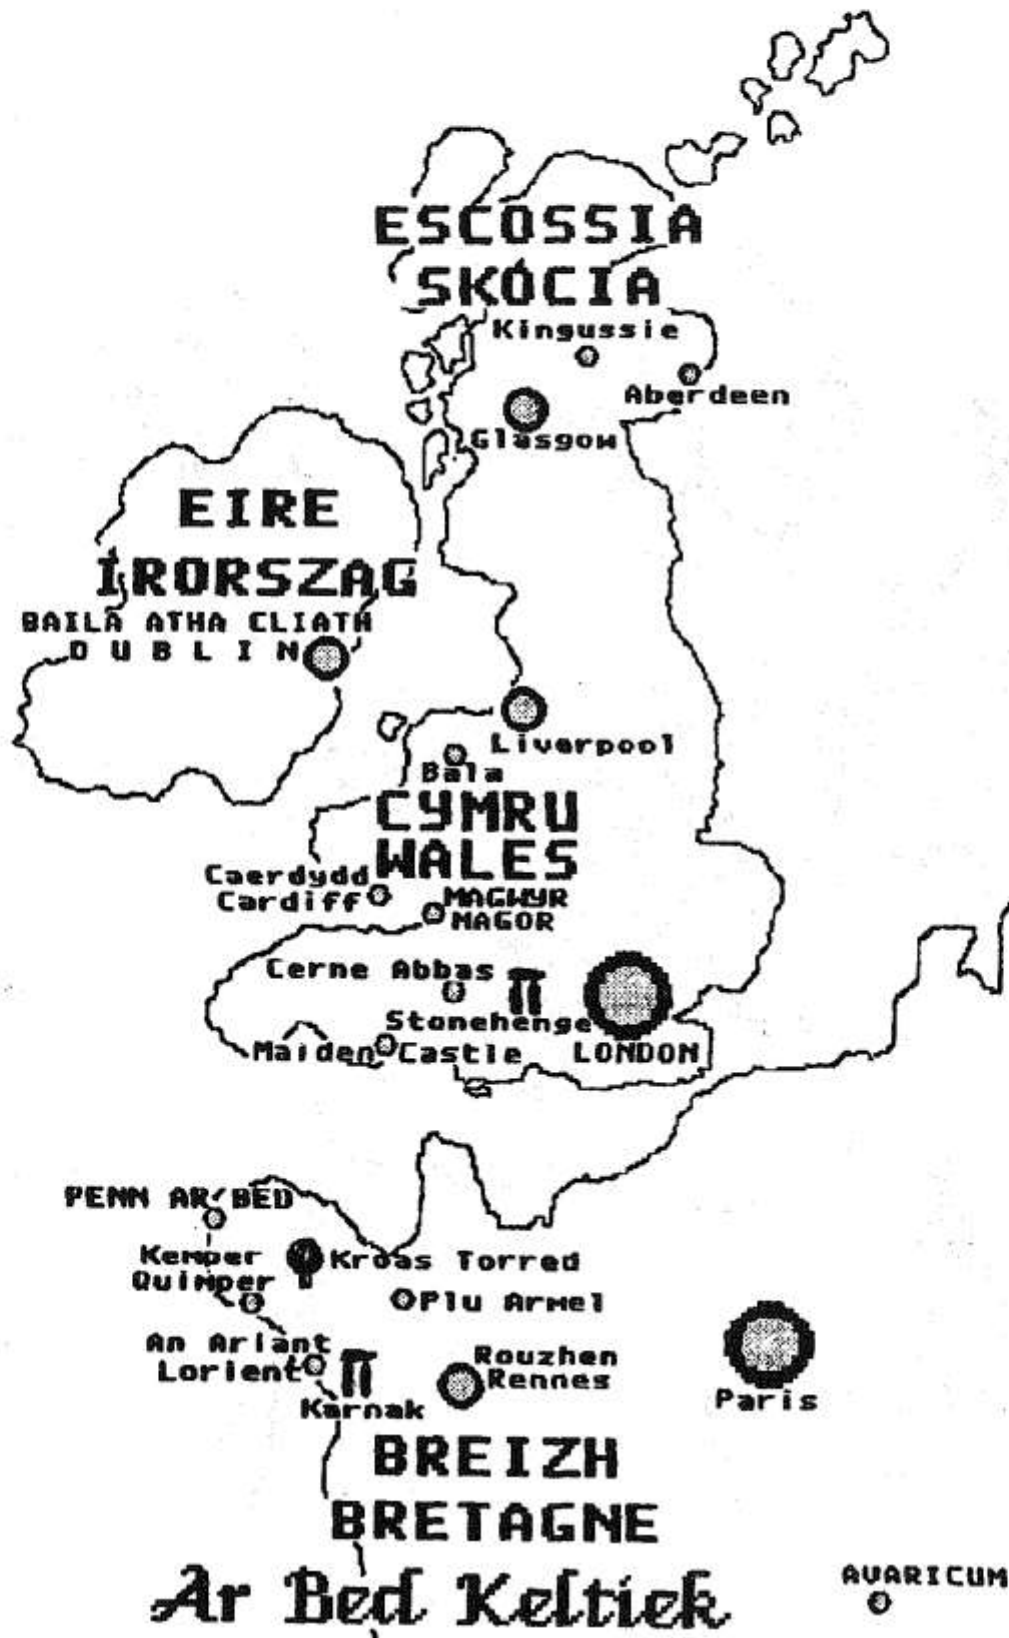 ESCOSSIA
SKÓCIA
Kingussie
Aberdeen
Glasgow
EIRE
ÍRORSZAG
BAILA ATHA CLIATH
DUBLIN
Liverpool
Bala
CYMRU
WALES
Caerdydd
Cardiff
MAGWYR
MAGOR
Cerne Abbas
Stonehenge
Maiden Castle
LONDON
PENN AR'BED
Kemper
Quimper
Kroas Torred
Plu Armel
An Ariant
Lorient
Karnak
Rouzhen
Rennes
Paris
BREIZH
BRETAGNE
AVARICUM
Ar Bed Keltiek